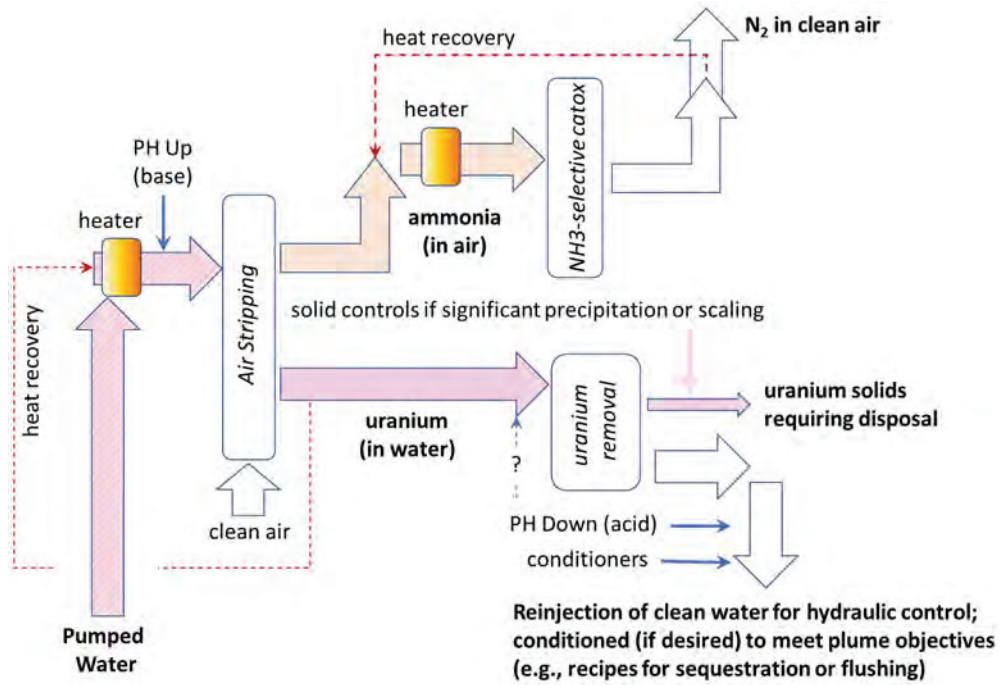 N2 in clean air
heat recovery
heater
NH3-selective catox
PH Up
(base)
heater
ammonia
(in air)
Air Stripping
solid controls if significant precipitation or scaling
heat recovery
uranium
(in water)
uranium
removal
uranium solids
requiring disposal
?
clean air
PH Down (acid)
conditioners
Pumped
Water
Reinjection of clean water for hydraulic control;
conditioned (if desired) to meet plume objectives
(e.g., recipes for sequestration or flushing)